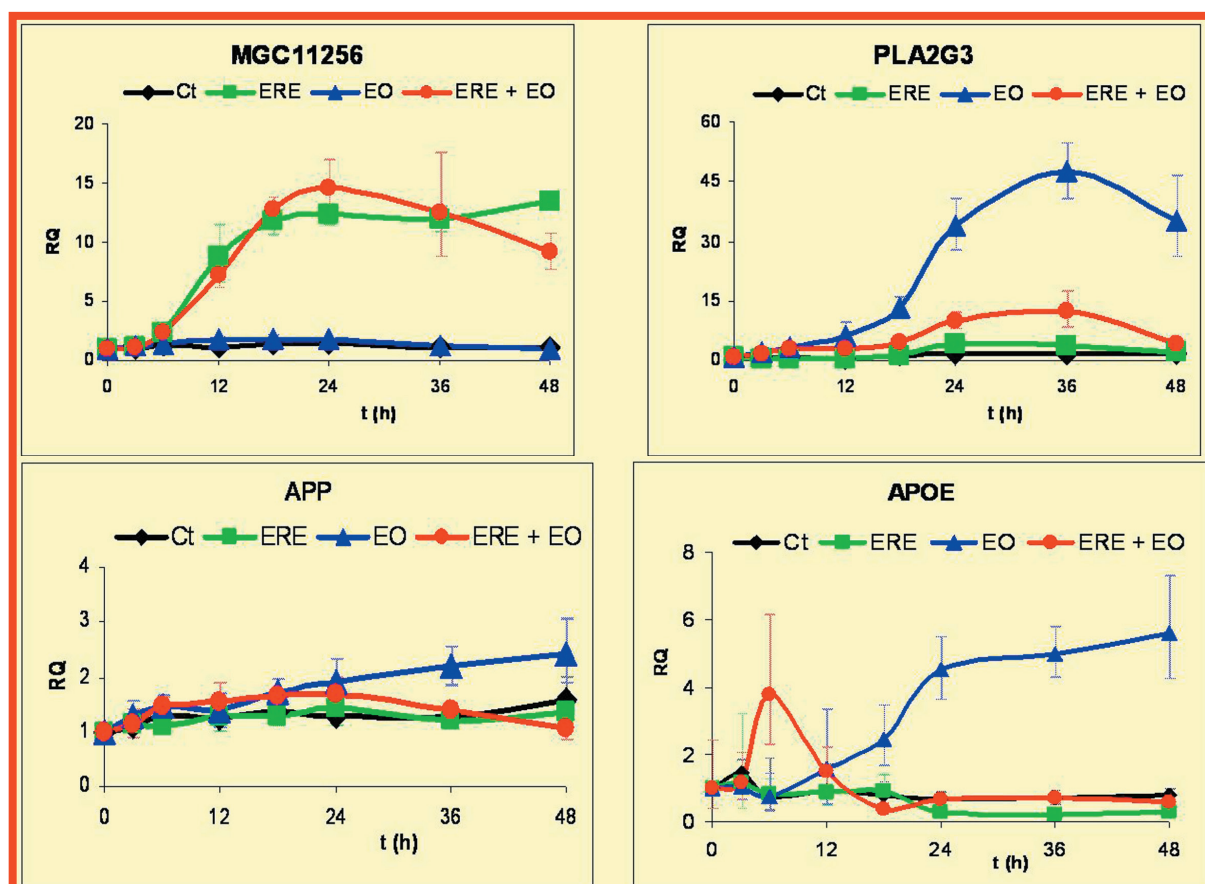 MGC11256
Ct ERE EO ERE + EO
20
15
10
5
0
RQ
0 12 24 36 48
t (h)
PLA2G3
Ct ERE EO ERE + EO
60
45
30
15
0
RQ
0 12 24 36 48
t (h)
APP
Ct ERE EO ERE + EO
4
3
2
1
0
RQ
0 12 24 36 48
t (h)
APOE
Ct ERE EO ERE + EO
8
6
4
2
0
RQ
0 12 24 36 48
t (h)